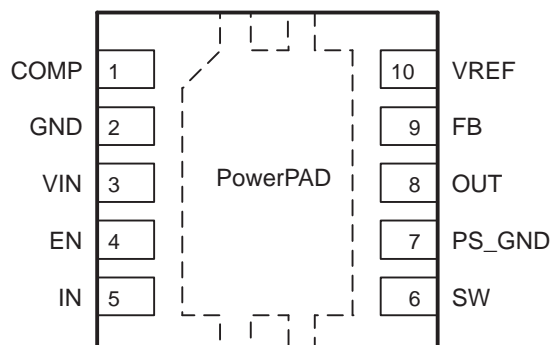 COMP 1 10 VREF
GND 2 9 FB
VIN 3 PowerPAD 8 OUT
EN 4 7 PS_GND
IN 5 6 SW